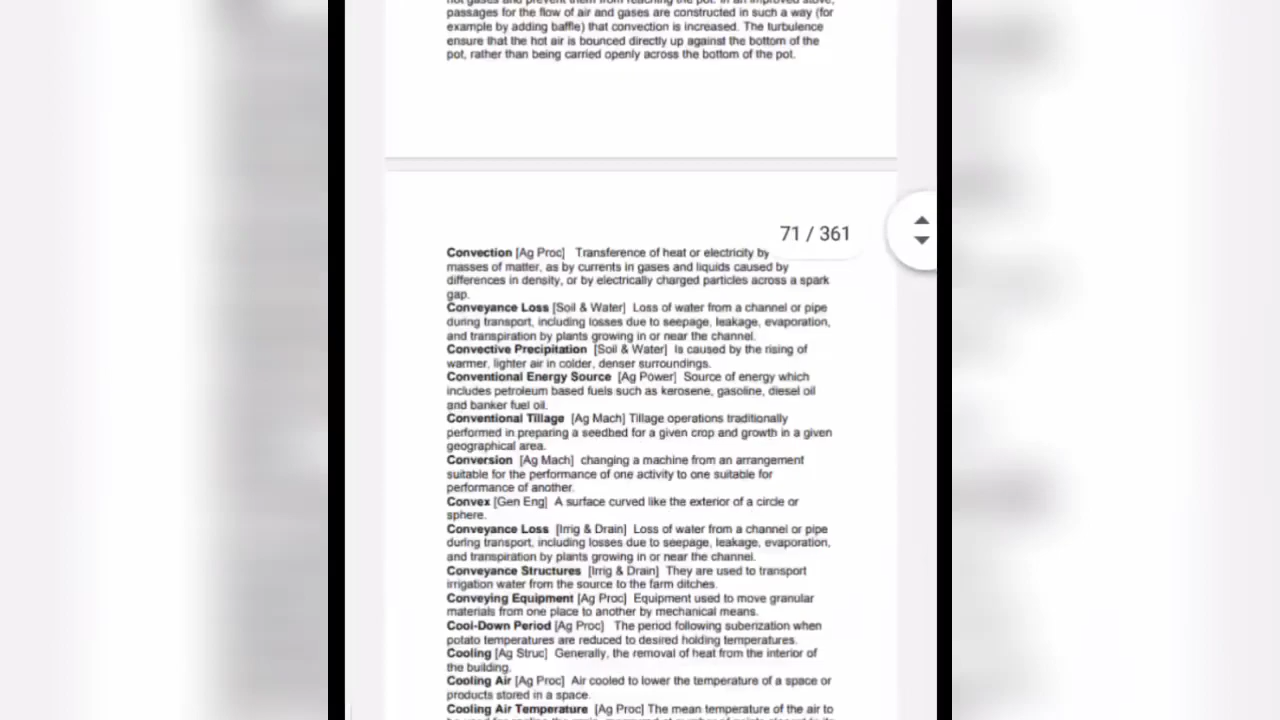 passages for the flow of air and gases are constructed in such a way (for
example by adding baffle) that convection is increased. The turbulence
ensure that the hot air is bounced directly up against the bottom of the
pot, rather than being carried openly across the bottom of the pot.
71 / 361
Convection [Ag Proc] Transference of heat or electricity by
masses of matter, as by currents in gases and liquids caused by
differences in density, or by electrically charged particles across a spark
gap.
Conveyance Loss [Soil & Water] Loss of water from a channel or pipe
during transport, including losses due to seepage, leakage, evaporation,
and transpiration by plants growing in or near the channel.
Convective Precipitation [Soil & Water] Is caused by the rising of
warmer, lighter air in colder, denser surroundings.
Conventional Energy Source [Ag Power] Source of energy which
includes petroleum based fuels such as kerosene, gasoline, diesel oil
and banker fuel oil.
Conventional Tillage [Ag Mach] Tillage operations traditionally
performed in preparing a seedbed for a given crop and growth in a given
geographical area.
Conversion [Ag Mach] changing a machine from an arrangement
suitable for the performance of one activity to one suitable for
performance of another.
Convex [Gen Eng] A surface curved like the exterior of a circle or
sphere.
Conveyance Loss [Irrig & Drain] Loss of water from a channel or pipe
during transport, including losses due to seepage, leakage, evaporation,
and transpiration by plants growing in or near the channel.
Conveyance Structures [Irrig & Drain] They are used to transport
irrigation water from the source to the farm ditches.
Conveying Equipment [Ag Proc] Equipment used to move granular
materials from one place to another by mechanical means.
Cool-Down Period [Ag Proc] The period following suberization when
potato temperatures are reduced to desired holding temperatures.
Cooling [Ag Struc] Generally, the removal of heat from the interior of
the building.
Cooling Air [Ag Proc] Air cooled to lower the temperature of a space or
products stored in a space.
Cooling Air Temperature [Ag Proc] The mean temperature of the air to